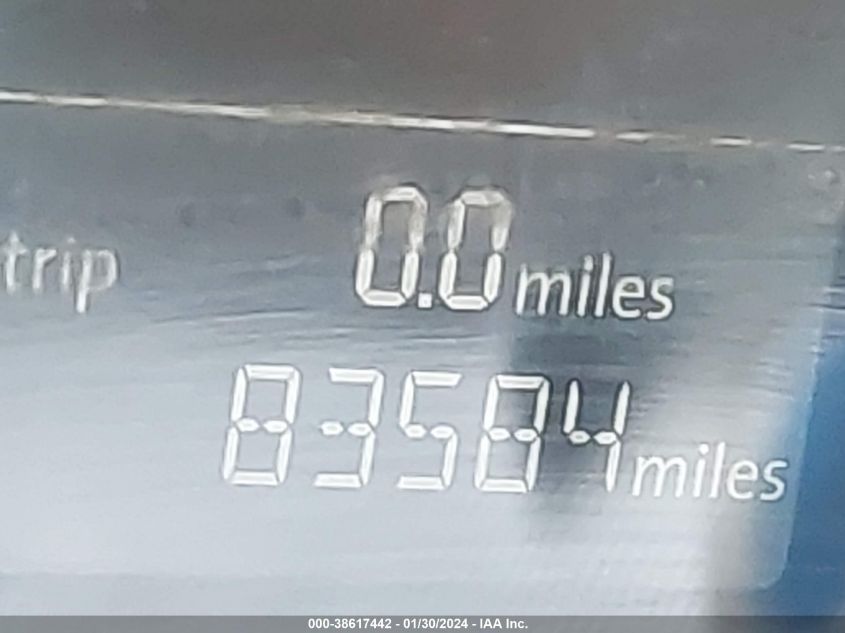 trip 0.0 miles
83584 miles
000-38617442 - 01/30/2024 - IAA Inc.